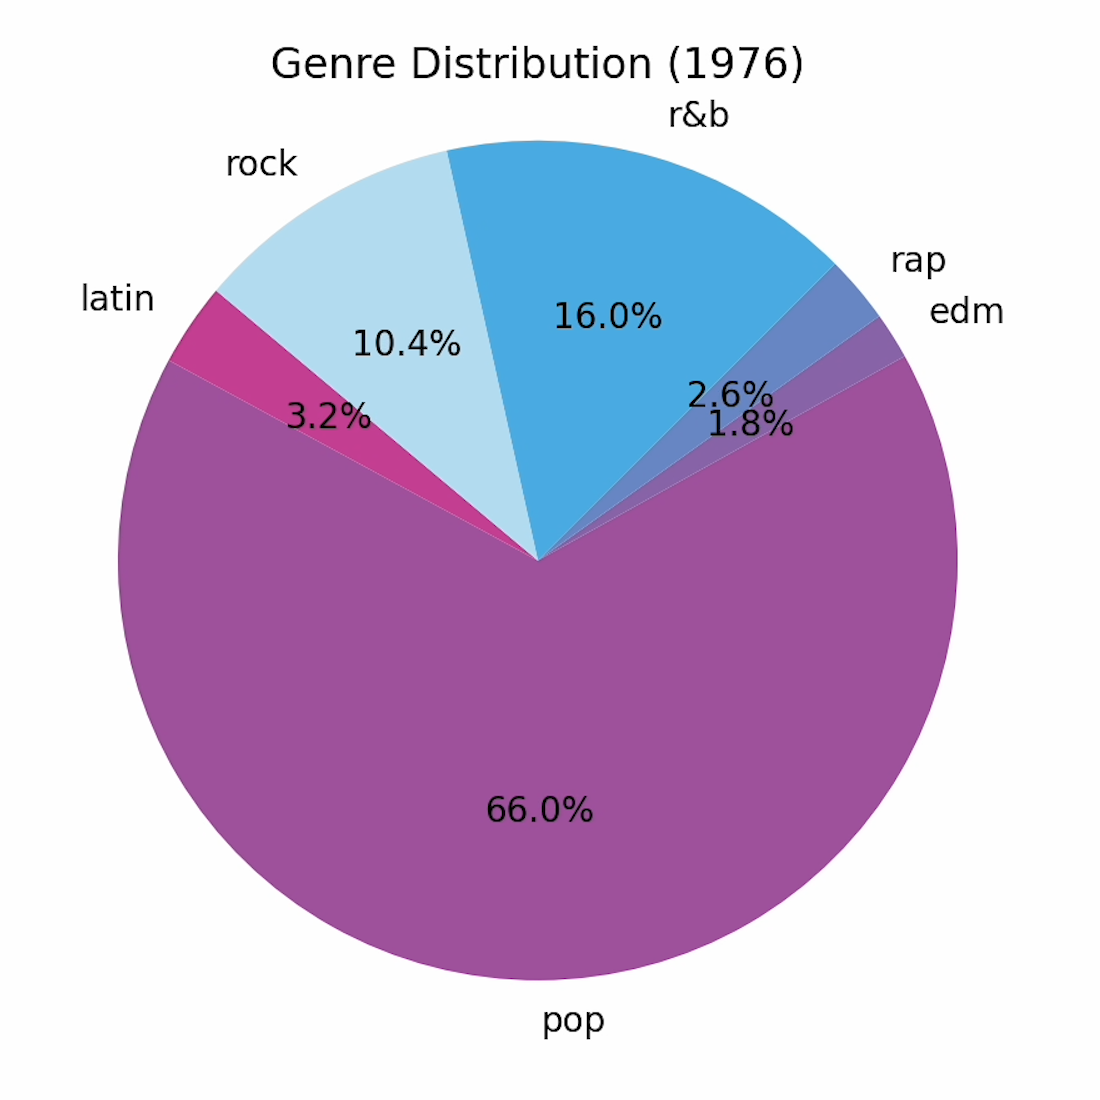 Genre Distribution (1976)
r&b
rock
rap
latin
edm
16.0%
10.4%
2.6%
3.2%
1.8%
66.0%
pop